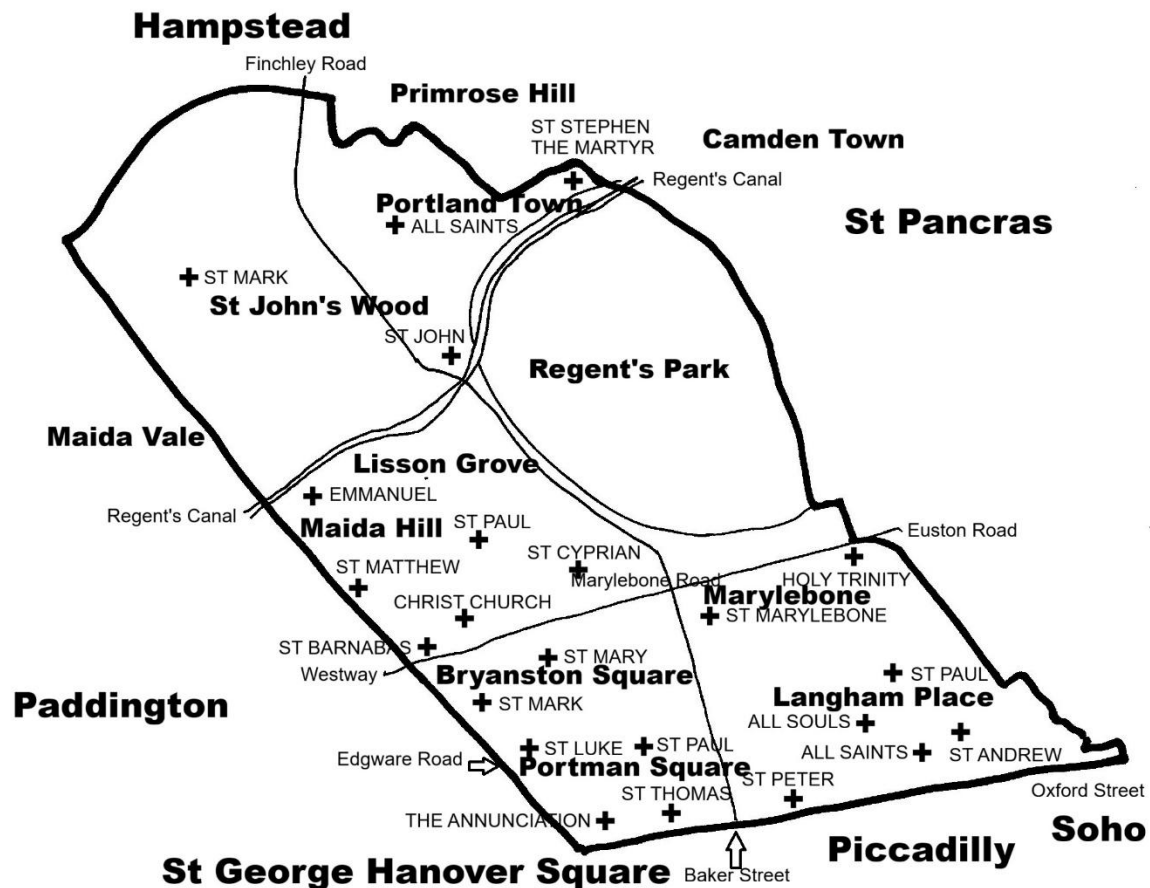 Hampstead
Finchley Road
Primrose Hill
ST STEPHEN
THE MARTYR
Camden Town
Regent's Canal
Portland Town
ALL SAINTS
St Pancras
ST MARK
St John's Wood
ST JOHN
Regent's Park
Maida Vale
Lisson Grove
EMMANUEL
Regent's Canal
Maida Hill
ST PAUL
Euston Road
ST CYPRIAN
ST MATTHEW
Marylebone Road
HOLY TRINITY
Marylebone
CHRIST CHURCH
ST MARYLEBONE
ST BARNABAS
ST MARY
Westway
Bryanston Square
ST PAUL
Langham Place
Paddington
ST MARK
ALL SOULS
ST LUKE
ST PAUL
ALL SAINTS
ST ANDREW
Edgware Road
Portman Square
ST PETER
ST THOMAS
Oxford Street
THE ANNUNCIATION
Soho
Piccadilly
St George Hanover Square
Baker Street